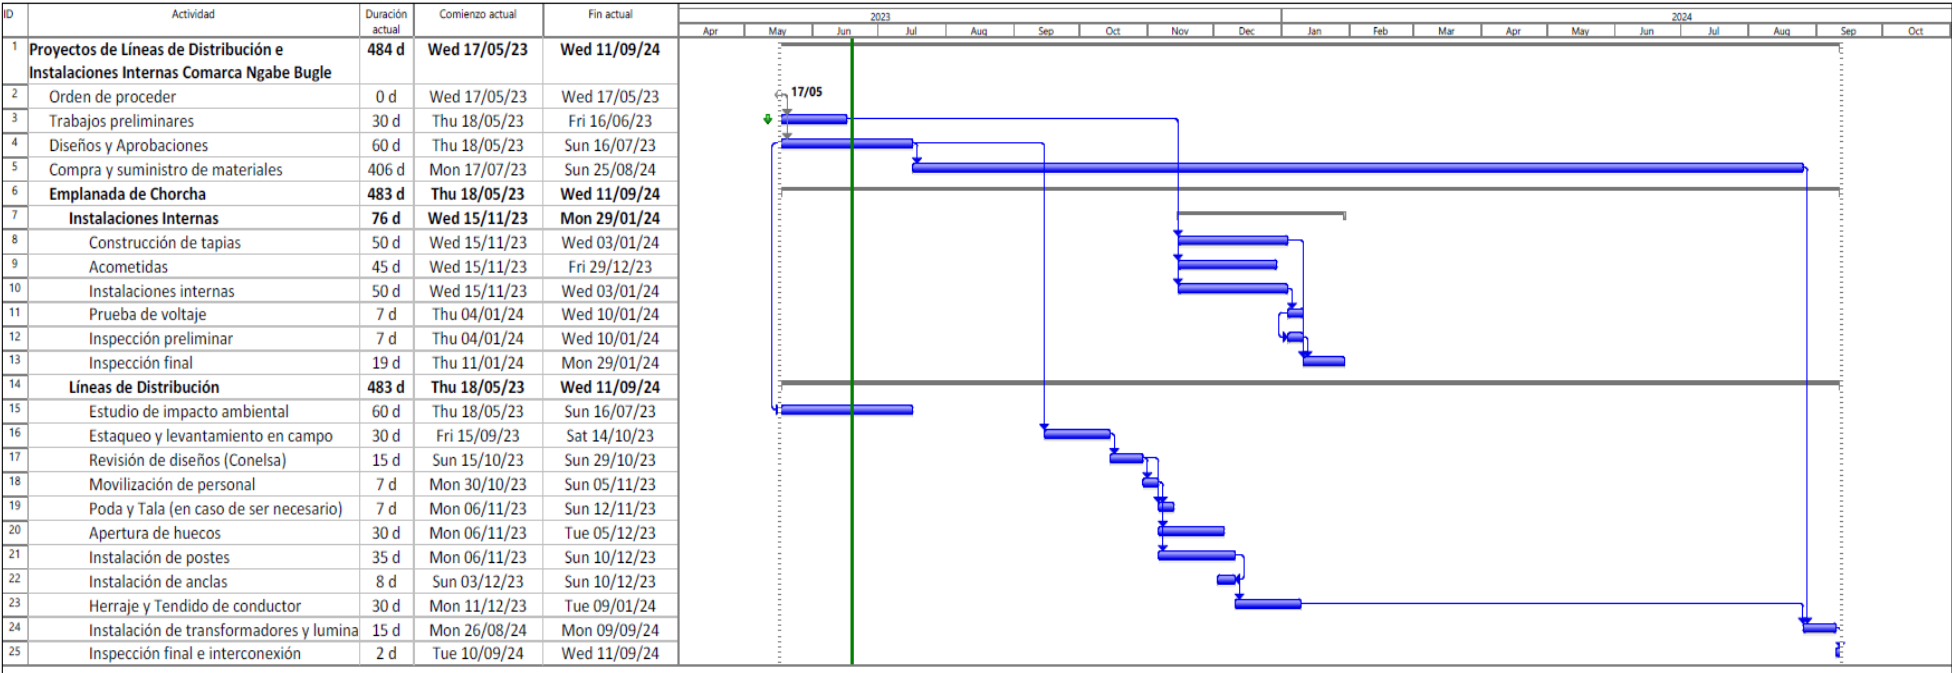 ID Actividad Duración actual Comienzo actual Fin actual
2023 2024
Apr May Jun Jul Aug Sep Oct Nov Dec Jan Feb Mar Apr May Jun Jul Aug Sep Oct
1 Proyectos de Líneas de Distribución e Instalaciones Internas Comarca Ngabe Bugle 484 d Wed 17/05/23 Wed 11/09/24
2 Orden de proceder 0 d Wed 17/05/23 Wed 17/05/23 17/05
3 Trabajos preliminares 30 d Thu 18/05/23 Fri 16/06/23
4 Diseños y Aprobaciones 60 d Thu 18/05/23 Sun 16/07/23
5 Compra y suministro de materiales 406 d Mon 17/07/23 Sun 25/08/24
6 Emplanada de Chorcha 483 d Thu 18/05/23 Wed 11/09/24
7 Instalaciones Internas 76 d Wed 15/11/23 Mon 29/01/24
8 Construcción de tapias 50 d Wed 15/11/23 Wed 03/01/24
9 Acometidas 45 d Wed 15/11/23 Fri 29/12/23
10 Instalaciones internas 50 d Wed 15/11/23 Wed 03/01/24
11 Prueba de voltaje 7 d Thu 04/01/24 Wed 10/01/24
12 Inspección preliminar 7 d Thu 04/01/24 Wed 10/01/24
13 Inspección final 19 d Thu 11/01/24 Mon 29/01/24
14 Líneas de Distribución 483 d Thu 18/05/23 Wed 11/09/24
15 Estudio de impacto ambiental 60 d Thu 18/05/23 Sun 16/07/23
16 Estaqueo y levantamiento en campo 30 d Fri 15/09/23 Sat 14/10/23
17 Revisión de diseños (Conelsa) 15 d Sun 15/10/23 Sun 29/10/23
18 Movilización de personal 7 d Mon 30/10/23 Sun 05/11/23
19 Poda y Tala (en caso de ser necesario) 7 d Mon 06/11/23 Sun 12/11/23
20 Apertura de huecos 30 d Mon 06/11/23 Tue 05/12/23
21 Instalación de postes 35 d Mon 06/11/23 Sun 10/12/23
22 Instalación de anclas 8 d Sun 03/12/23 Sun 10/12/23
23 Herraje y Tendido de conductor 30 d Mon 11/12/23 Tue 09/01/24
24 Instalación de transformadores y lumina 15 d Mon 26/08/24 Mon 09/09/24
25 Inspección final e interconexión 2 d Tue 10/09/24 Wed 11/09/24